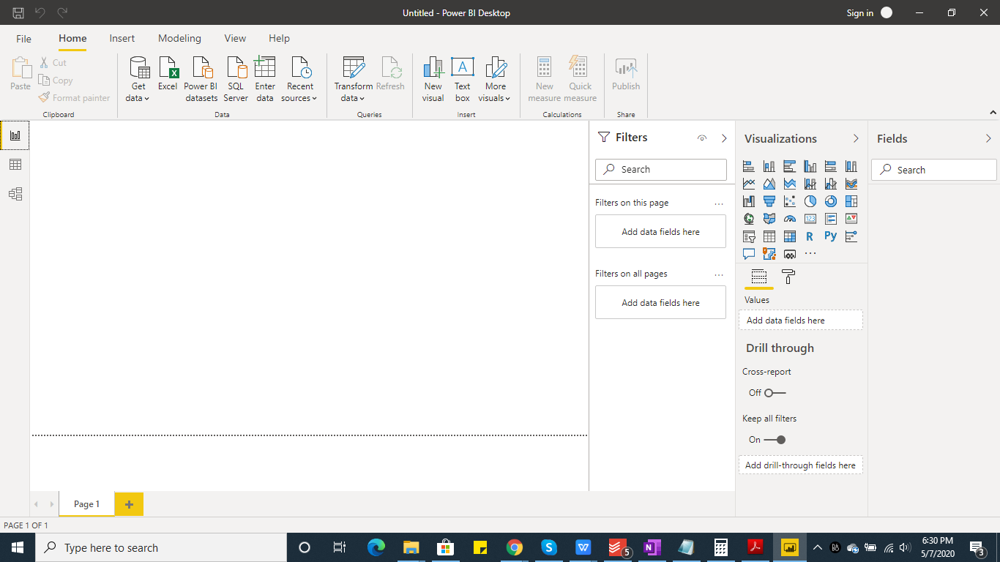 Untitled - Power BI Desktop
Sign in
File Home Insert Modeling View Help
Paste
Cut
Copy
Format painter
Clipboard
Get data
Excel
Power BI datasets
SQL Server
Enter data
Recent sources
Data
Transform data
Refresh
Queries
New visual
Text box
More visuals
Insert
New measure
Quick measure
Calculations
Publish
Share
Filters
Search
Filters on this page
...
Add data fields here
Filters on all pages
...
Add data fields here
Visualizations
123
R
Py
...
Values
Add data fields here
Drill through
Cross-report
Off
Keep all filters
On
Add drill-through fields here
Fields
Search
Page 1
+
PAGE 1 OF 1
Type here to search
5
6:30 PM
5/7/2020
3